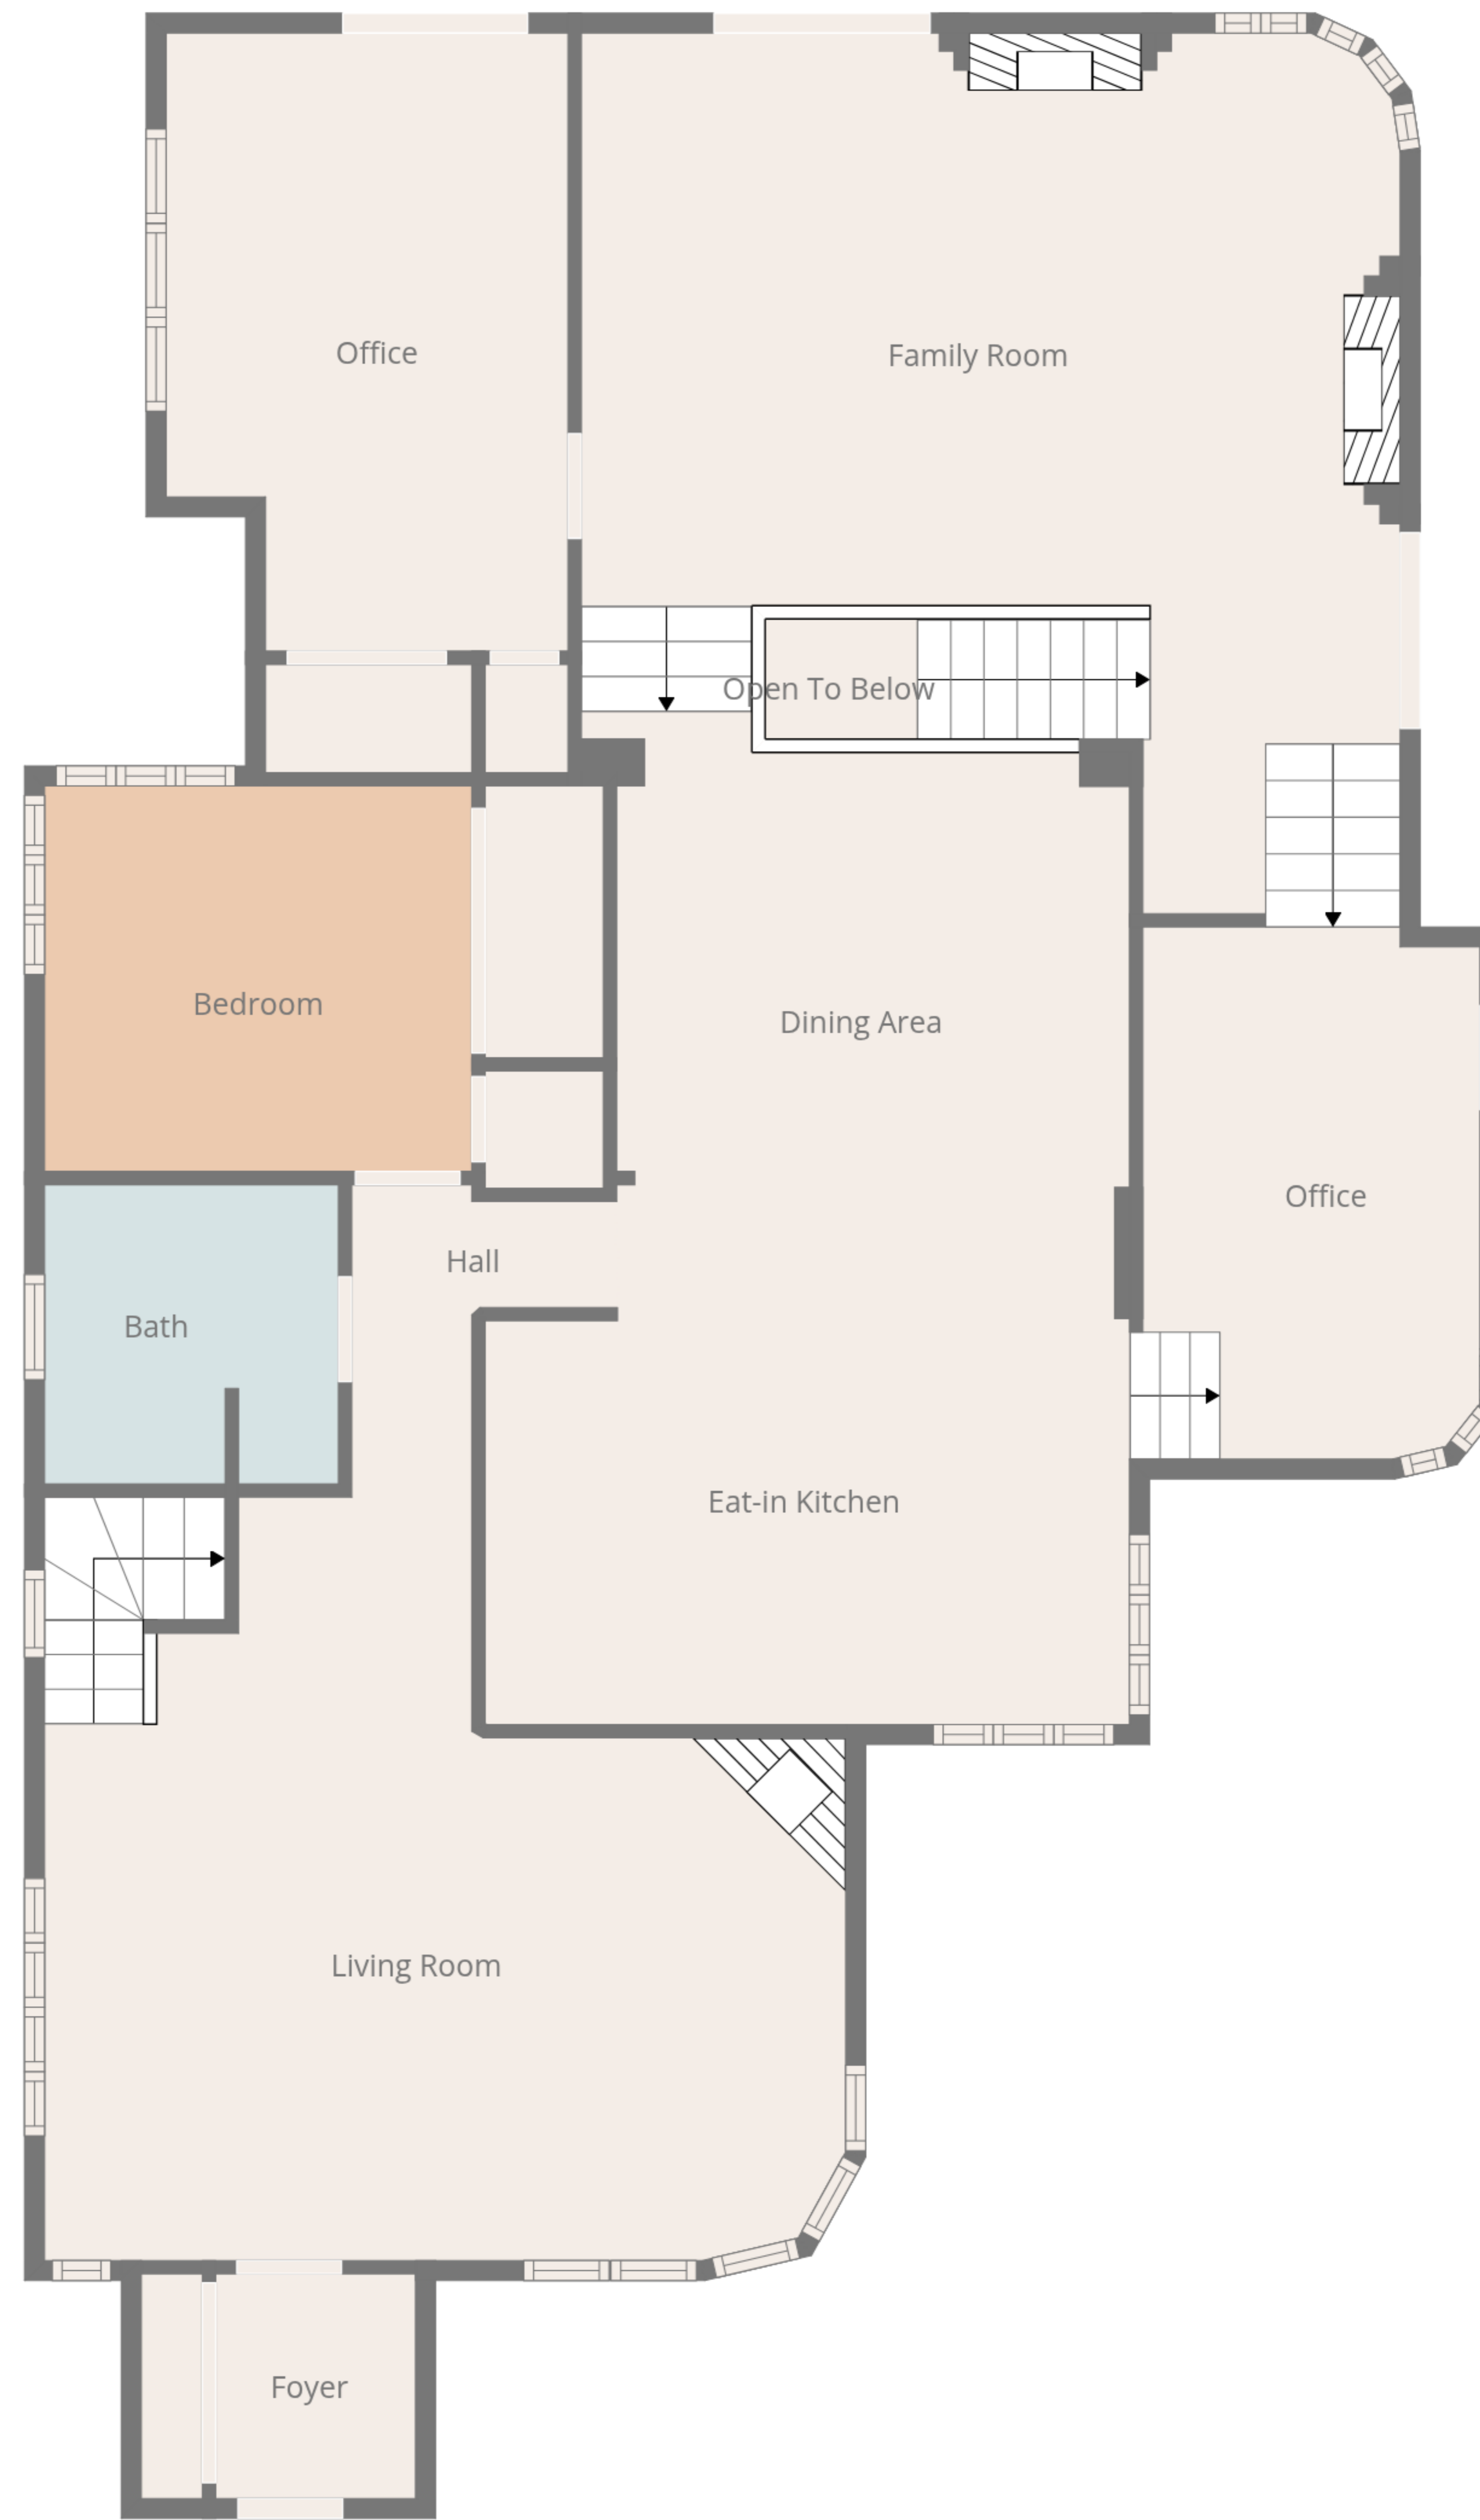 Office
Family Room
Open To Below
Bedroom
Dining Area
Office
Hall
Bath
Eat-in Kitchen
Living Room
Foyer